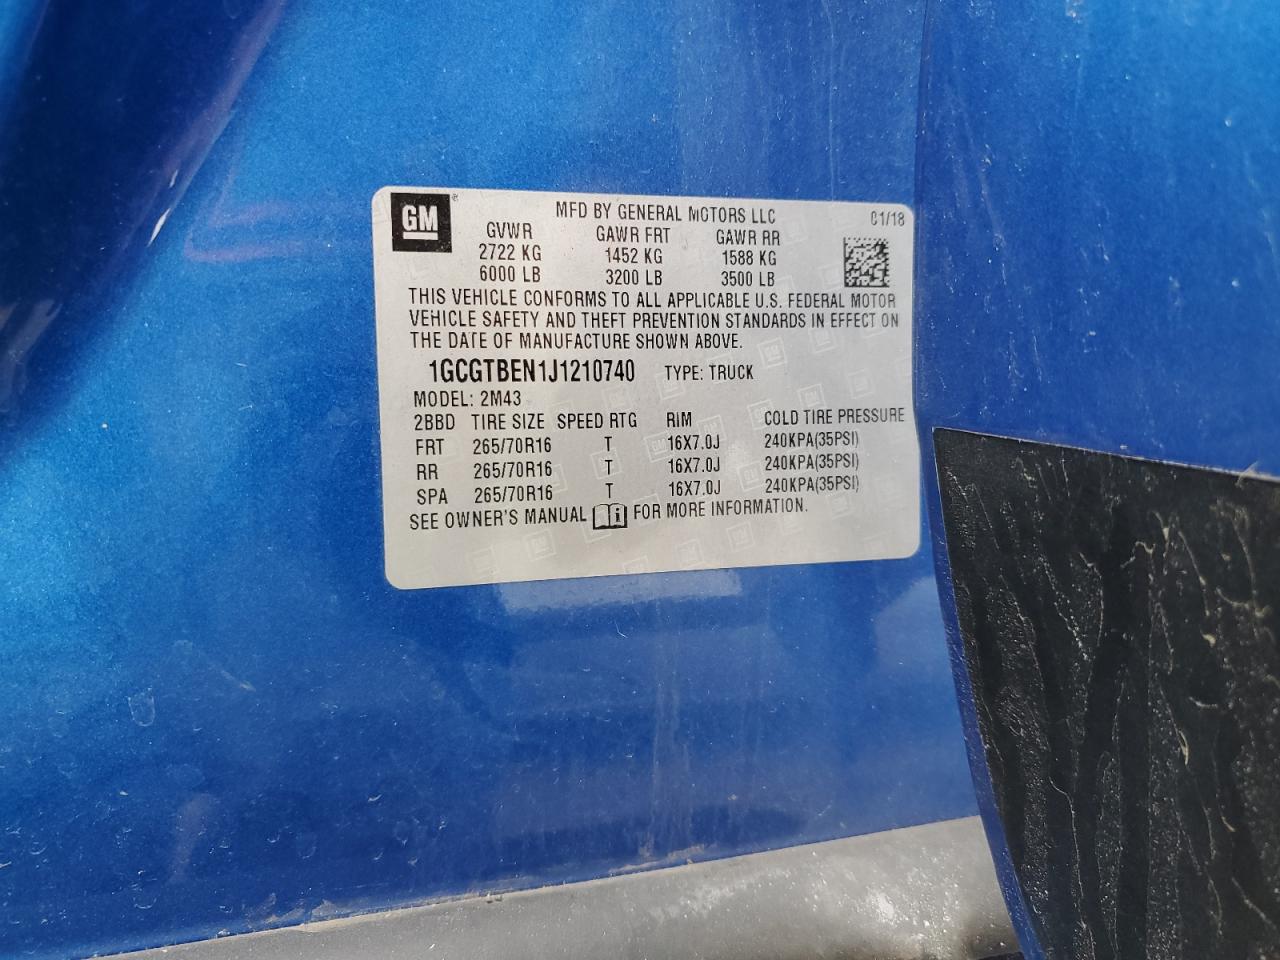 GM®
MFD BY GENERAL MOTORS LLC 01/18
GVWR GAWR FRT GAWR RR
2722 KG 1452 KG 1588 KG
6000 LB 3200 LB 3500 LB
THIS VEHICLE CONFORMS TO ALL APPLICABLE U.S. FEDERAL MOTOR
VEHICLE SAFETY AND THEFT PREVENTION STANDARDS IN EFFECT ON
THE DATE OF MANUFACTURE SHOWN ABOVE.
1GCGTBEN1J1210740 TYPE: TRUCK
MODEL: 2M43
2BBD TIRE SIZE SPEED RTG RIM COLD TIRE PRESSURE
FRT 265/70R16 T 16X7.0J 240KPA(35PSI)
RR 265/70R16 T 16X7.0J 240KPA(35PSI)
SPA 265/70R16 T 16X7.0J 240KPA(35PSI)
SEE OWNER'S MANUAL i FOR MORE INFORMATION.